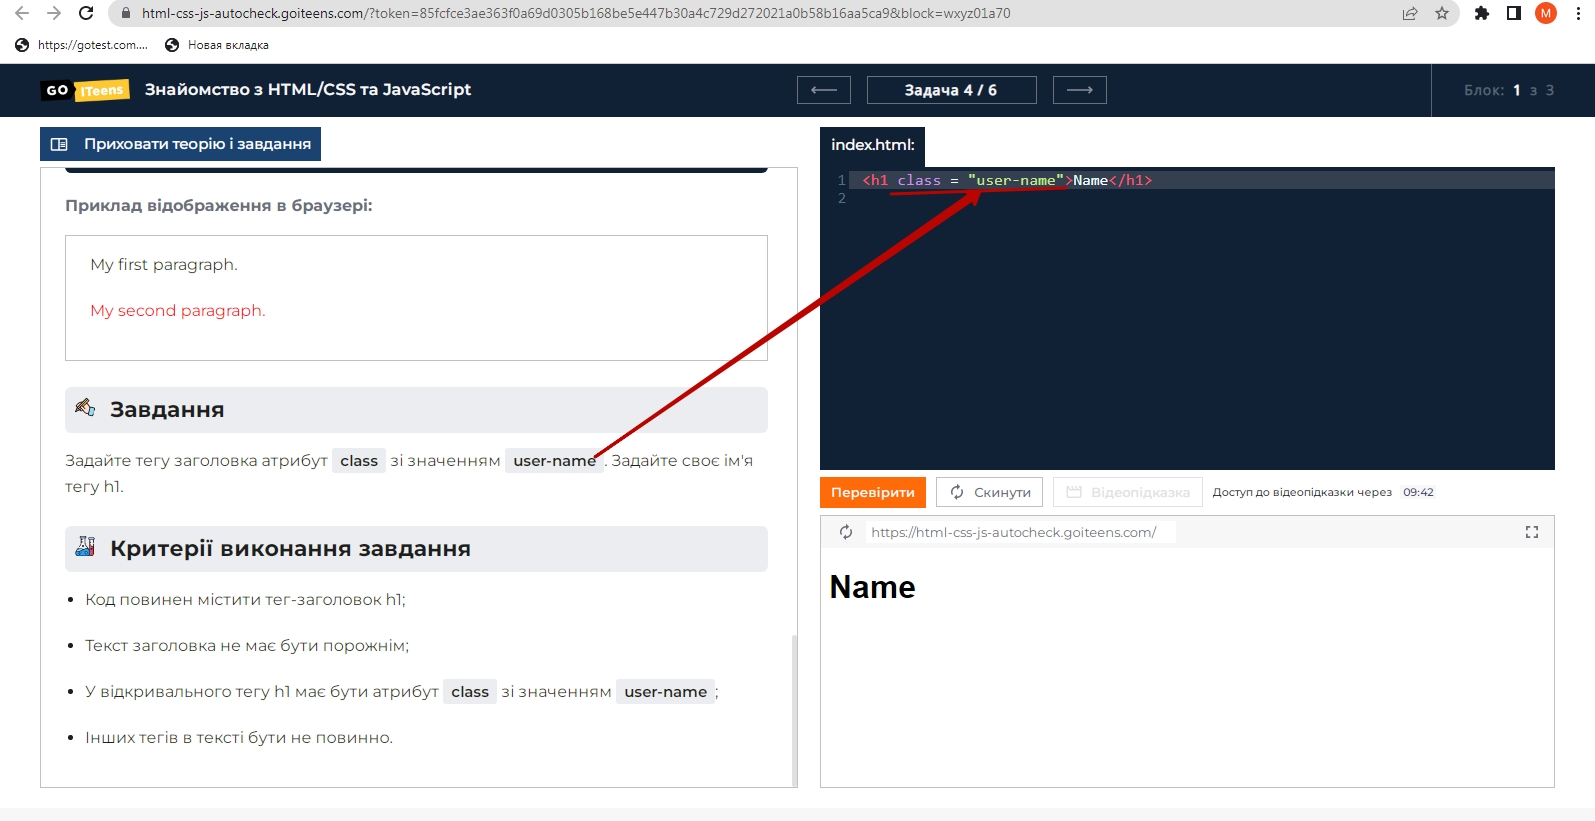 html-css-js-autocheck.goiteens.com/?token=85fcfce3ae363f0a69d0305b168be5e447b30a4c729d272021a0b58b16aa5ca9&block=wxyz01a70
M
https://gotest.com....
Новая вкладка
GO ITeens
Знайомство з HTML/CSS та JavaScript
Задача 4 / 6
Блок: 1 з 3
Приховати теорію і завдання
Приклад відображення в браузері:
My first paragraph.
My second paragraph.
Завдання
Задайте тегу заголовка атрибут class зі значенням user-name . Задайте своє ім'я
тегу h1.
Критерії виконання завдання
• Код повинен містити тег-заголовок h1;
• Текст заголовка не має бути порожнім;
• У відкривального тегу h1 має бути атрибут class зі значенням user-name ;
• Інших тегів в тексті бути не повинно.
index.html:
1 <h1 class = "user-name">Name</h1>
2
Перевірити
Скинути
Відеопідказка
Доступ до відеопідказки через 09:42
https://html-css-js-autocheck.goiteens.com/
Name